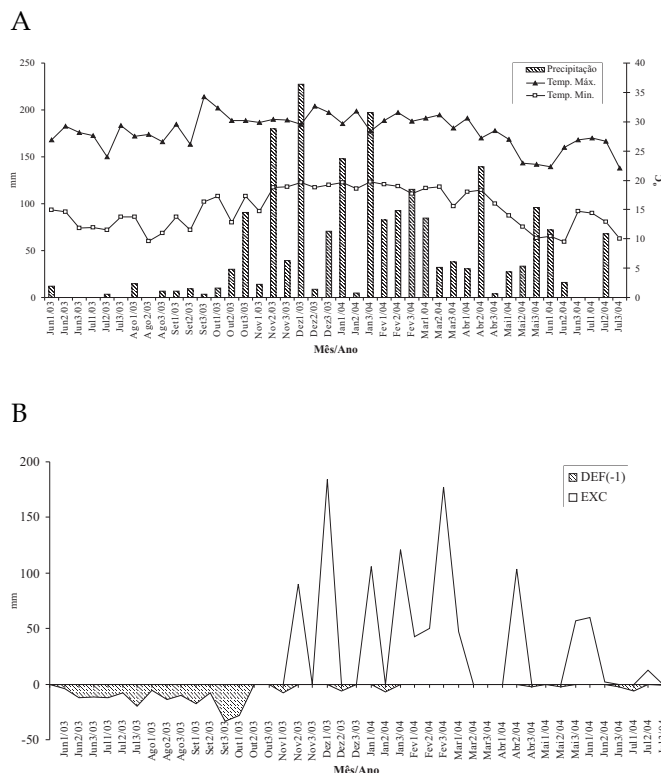 A
250
200
150
100
50
0
mm
Precipitação
Temp. Máx.
Temp. Min.
40
35
30
25
20
15
10
5
0
ºC
Jun1/03
Jun2/03
Jun3/03
Jul1/03
Jul2/03
Jul3/03
Ago1/03
Ago2/03
Ago3/03
Set1/03
Set2/03
Set3/03
Out1/03
Out2/03
Out3/03
Nov1/03
Nov2/03
Nov3/03
Dez1/03
Dez2/03
Dez3/03
Jan1/04
Jan2/04
Jan3/04
Fev1/04
Fev2/04
Fev3/04
Mar1/04
Mar2/04
Mar3/04
Abr1/04
Abr2/04
Abr3/04
Mai1/04
Mai2/04
Mai3/04
Jun1/04
Jun2/04
Jun3/04
Jul1/04
Jul2/04
Jul3/04
Mês/Ano
B
200
150
100
50
0
-50
mm
DEF(-1)
EXC
Jun1/03
Jun2/03
Jun3/03
Jul1/03
Jul2/03
Jul3/03
Ago1/03
Ago2/03
Ago3/03
Set1/03
Set2/03
Set3/03
Out1/03
Out2/03
Out3/03
Nov1/03
Nov2/03
Nov3/03
Dez1/03
Dez2/03
Dez3/03
Jan1/04
Jan2/04
Jan3/04
Fev1/04
Fev2/04
Fev3/04
Mar1/04
Mar2/04
Mar3/04
Abr1/04
Abr2/04
Abr3/04
Mai1/04
Mai2/04
Mai3/04
Jun1/04
Jun2/04
Jun3/04
Jul1/04
Jul2/04
Mês/Ano